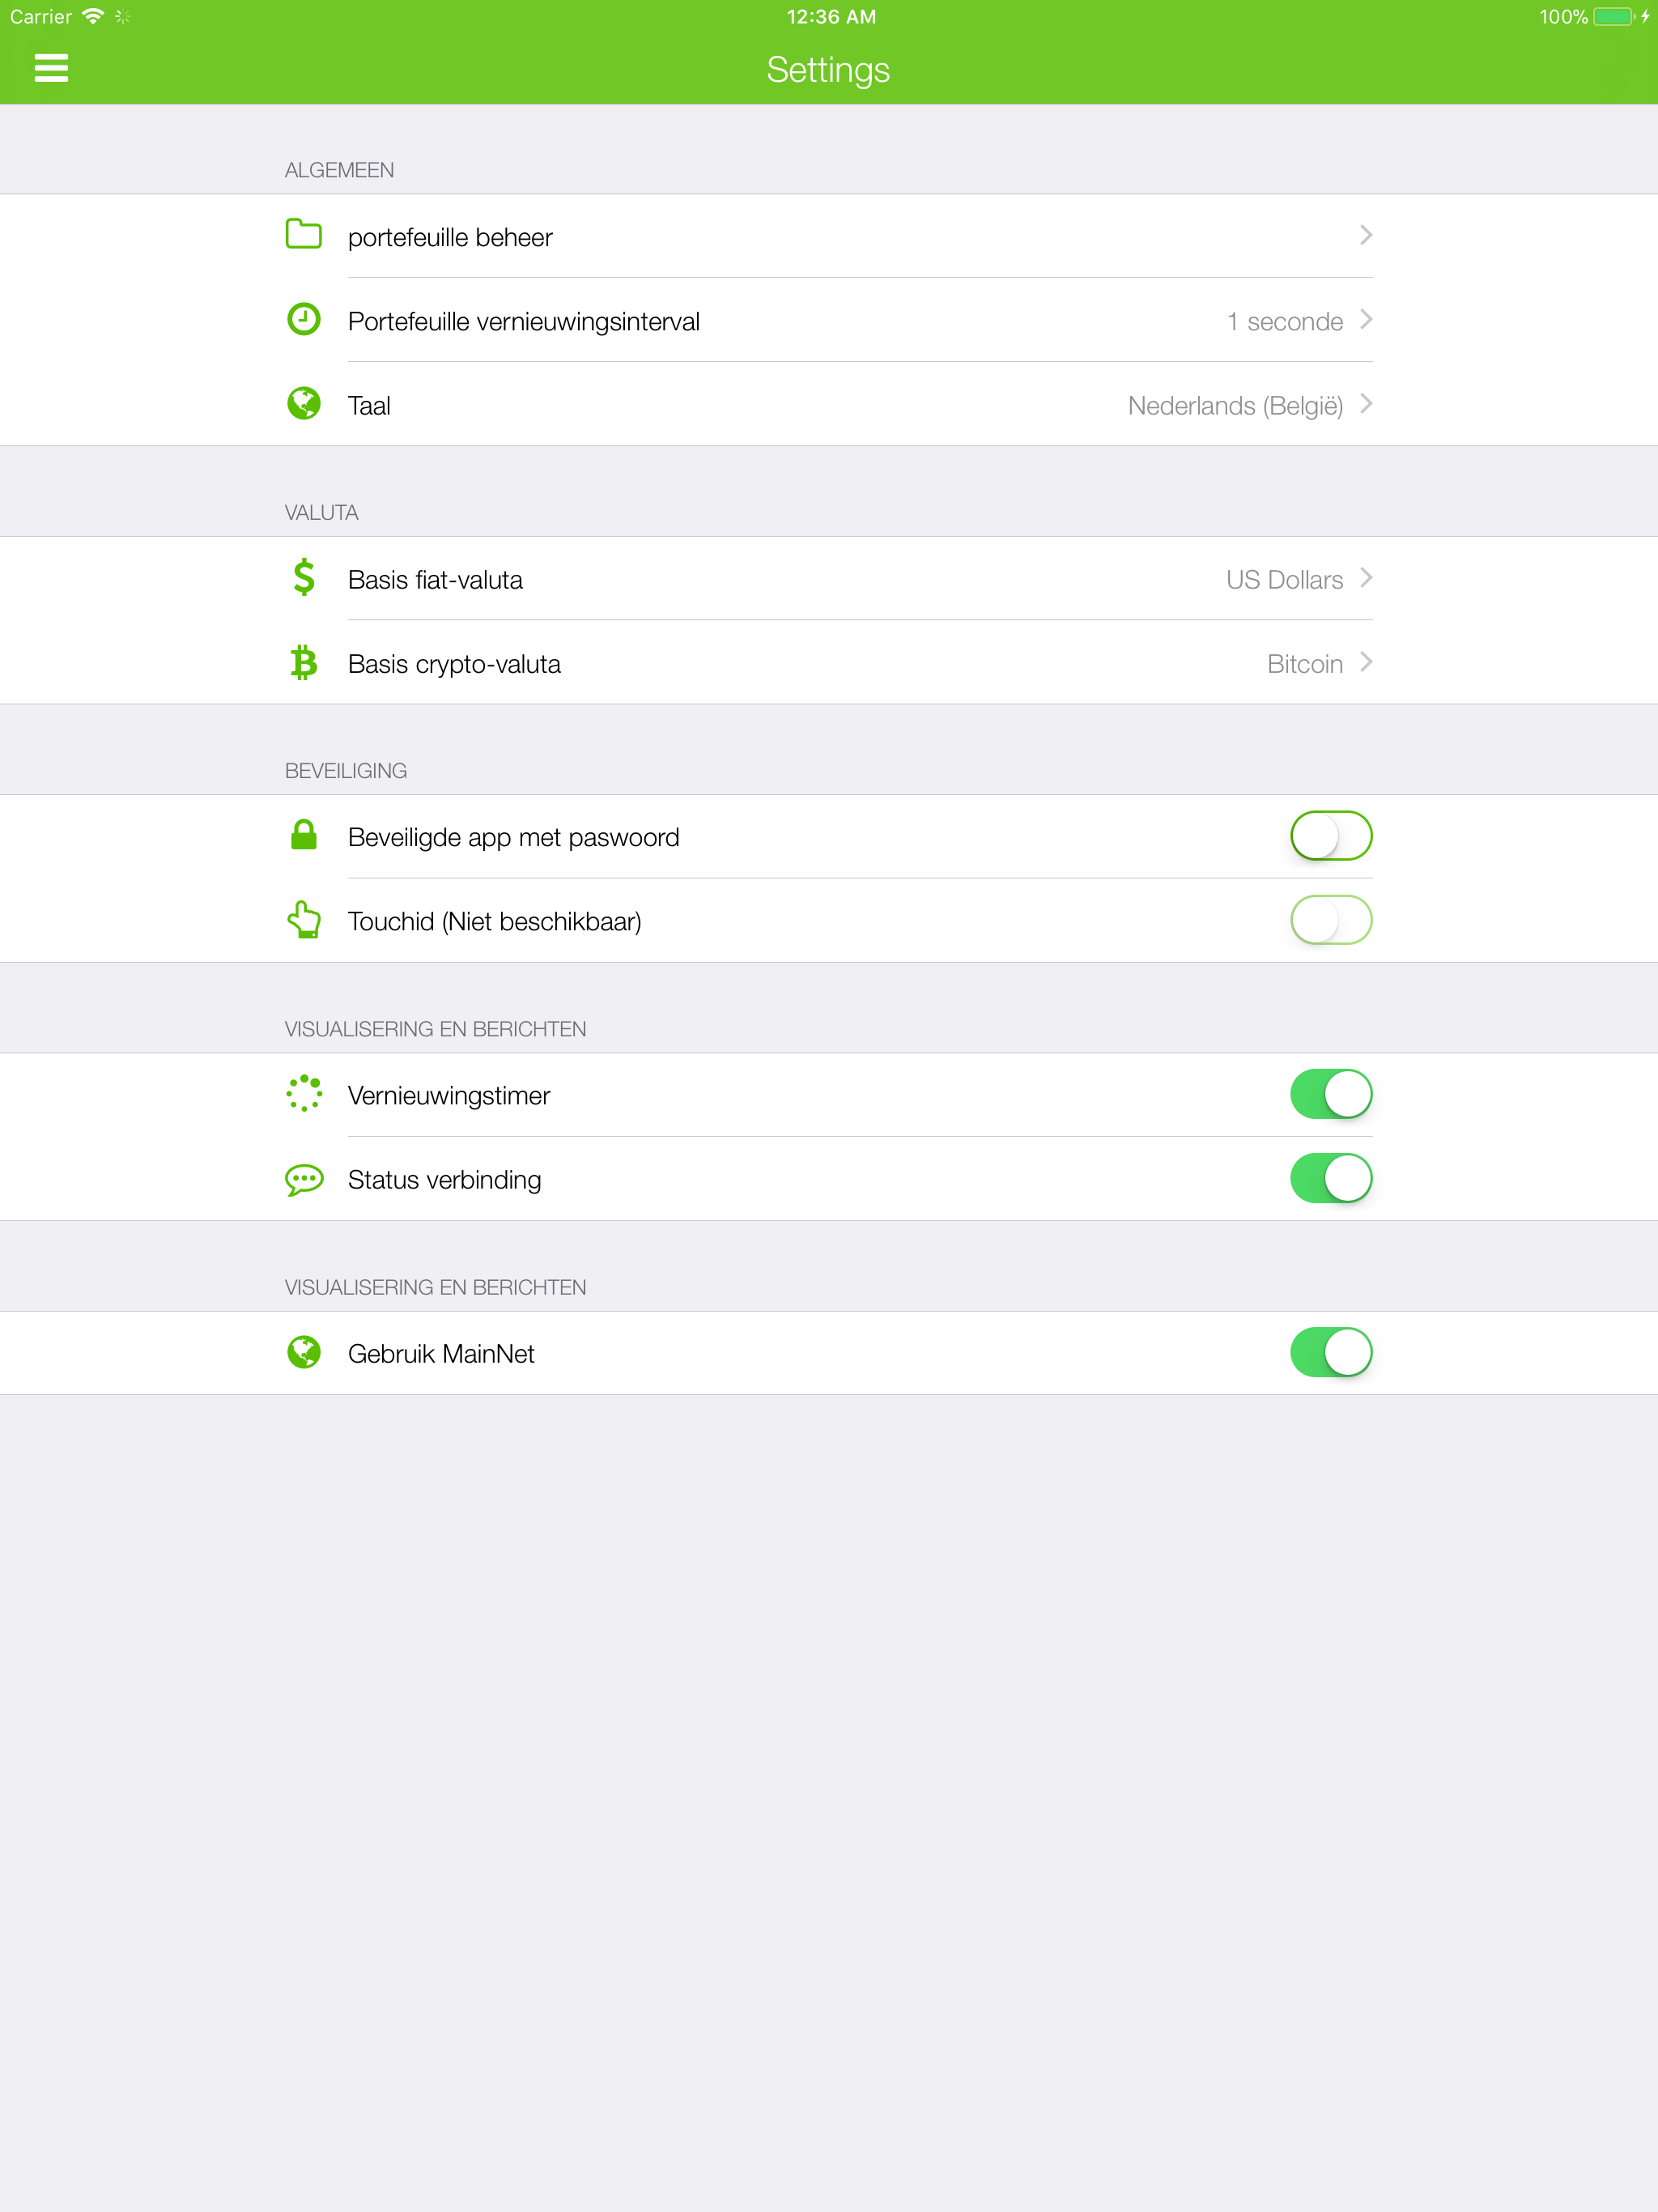 Carrier 12:36 AM 100%
Settings
ALGEMEEN
portefeuille beheer
Portefeuille vernieuwingsinterval 1 seconde
Taal Nederlands (België)
VALUTA
Basis fiat-valuta US Dollars
Basis crypto-valuta Bitcoin
BEVEILIGING
Beveiligde app met paswoord
Touchid (Niet beschikbaar)
VISUALISERING EN BERICHTEN
Vernieuwingstimer
Status verbinding
VISUALISERING EN BERICHTEN
Gebruik MainNet